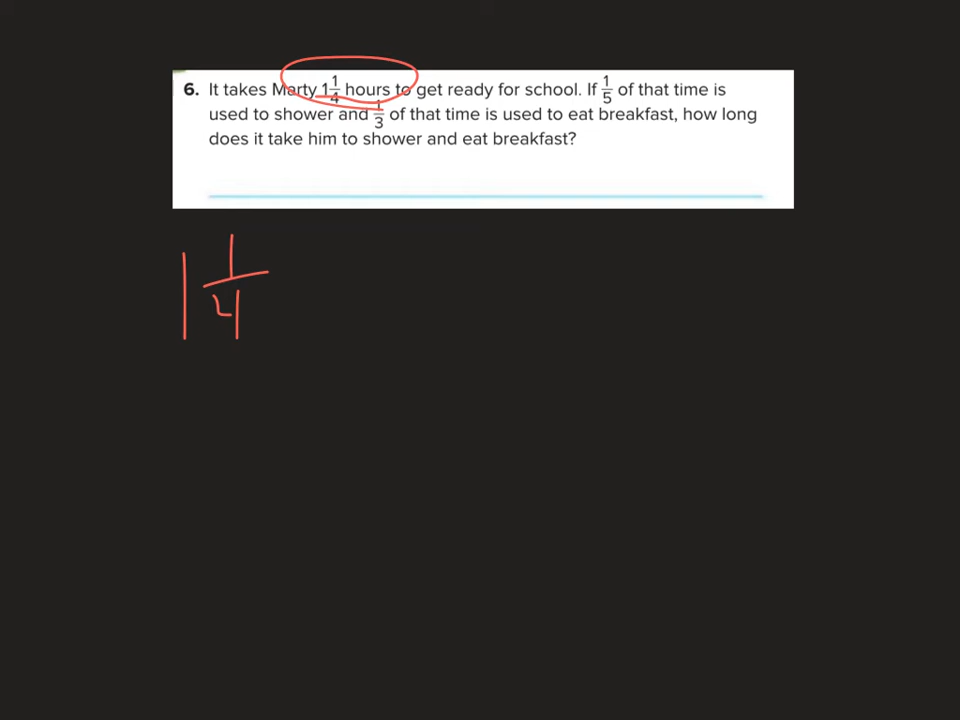 6. It takes Marty 1 1/4 hours to get ready for school. If 1/5 of that time is
used to shower and 1/3 of that time is used to eat breakfast, how long
does it take him to shower and eat breakfast?
1 1/4